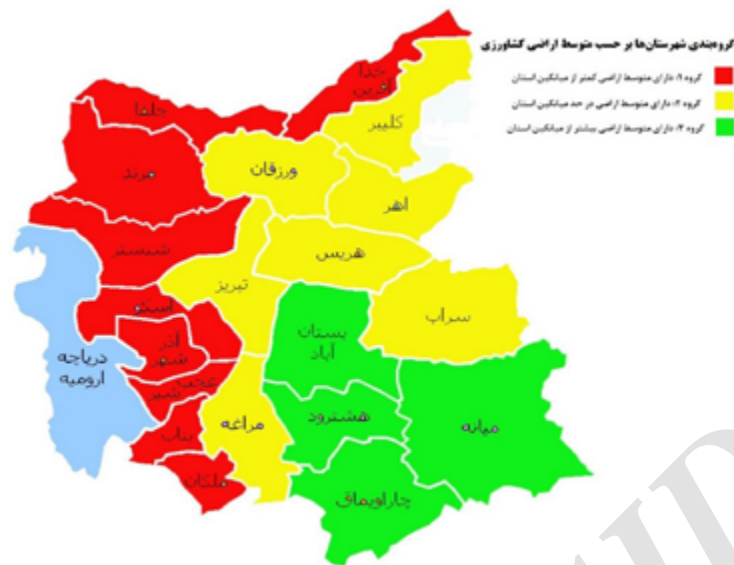 گروه‌بندی شهرستان‌ها بر حسب متوسط اراضی کشاورزی
گروه ۱: دارای متوسط اراضی کمتر از میانگین استان
گروه ۲: دارای متوسط اراضی در حد میانگین استان
گروه ۳: دارای متوسط اراضی بیشتر از میانگین استان
خدا
آفرین
جلفا
کلیبر
مرند
ورزقان
اهر
شبستر
هریس
تبریز
سراب
اسکو
بستان
آباد
آذر
شهر
دریاچه
ارومیه
عجب
شیر
هشترود
میانه
مراغه
بناب
ملکان
چاراویماق